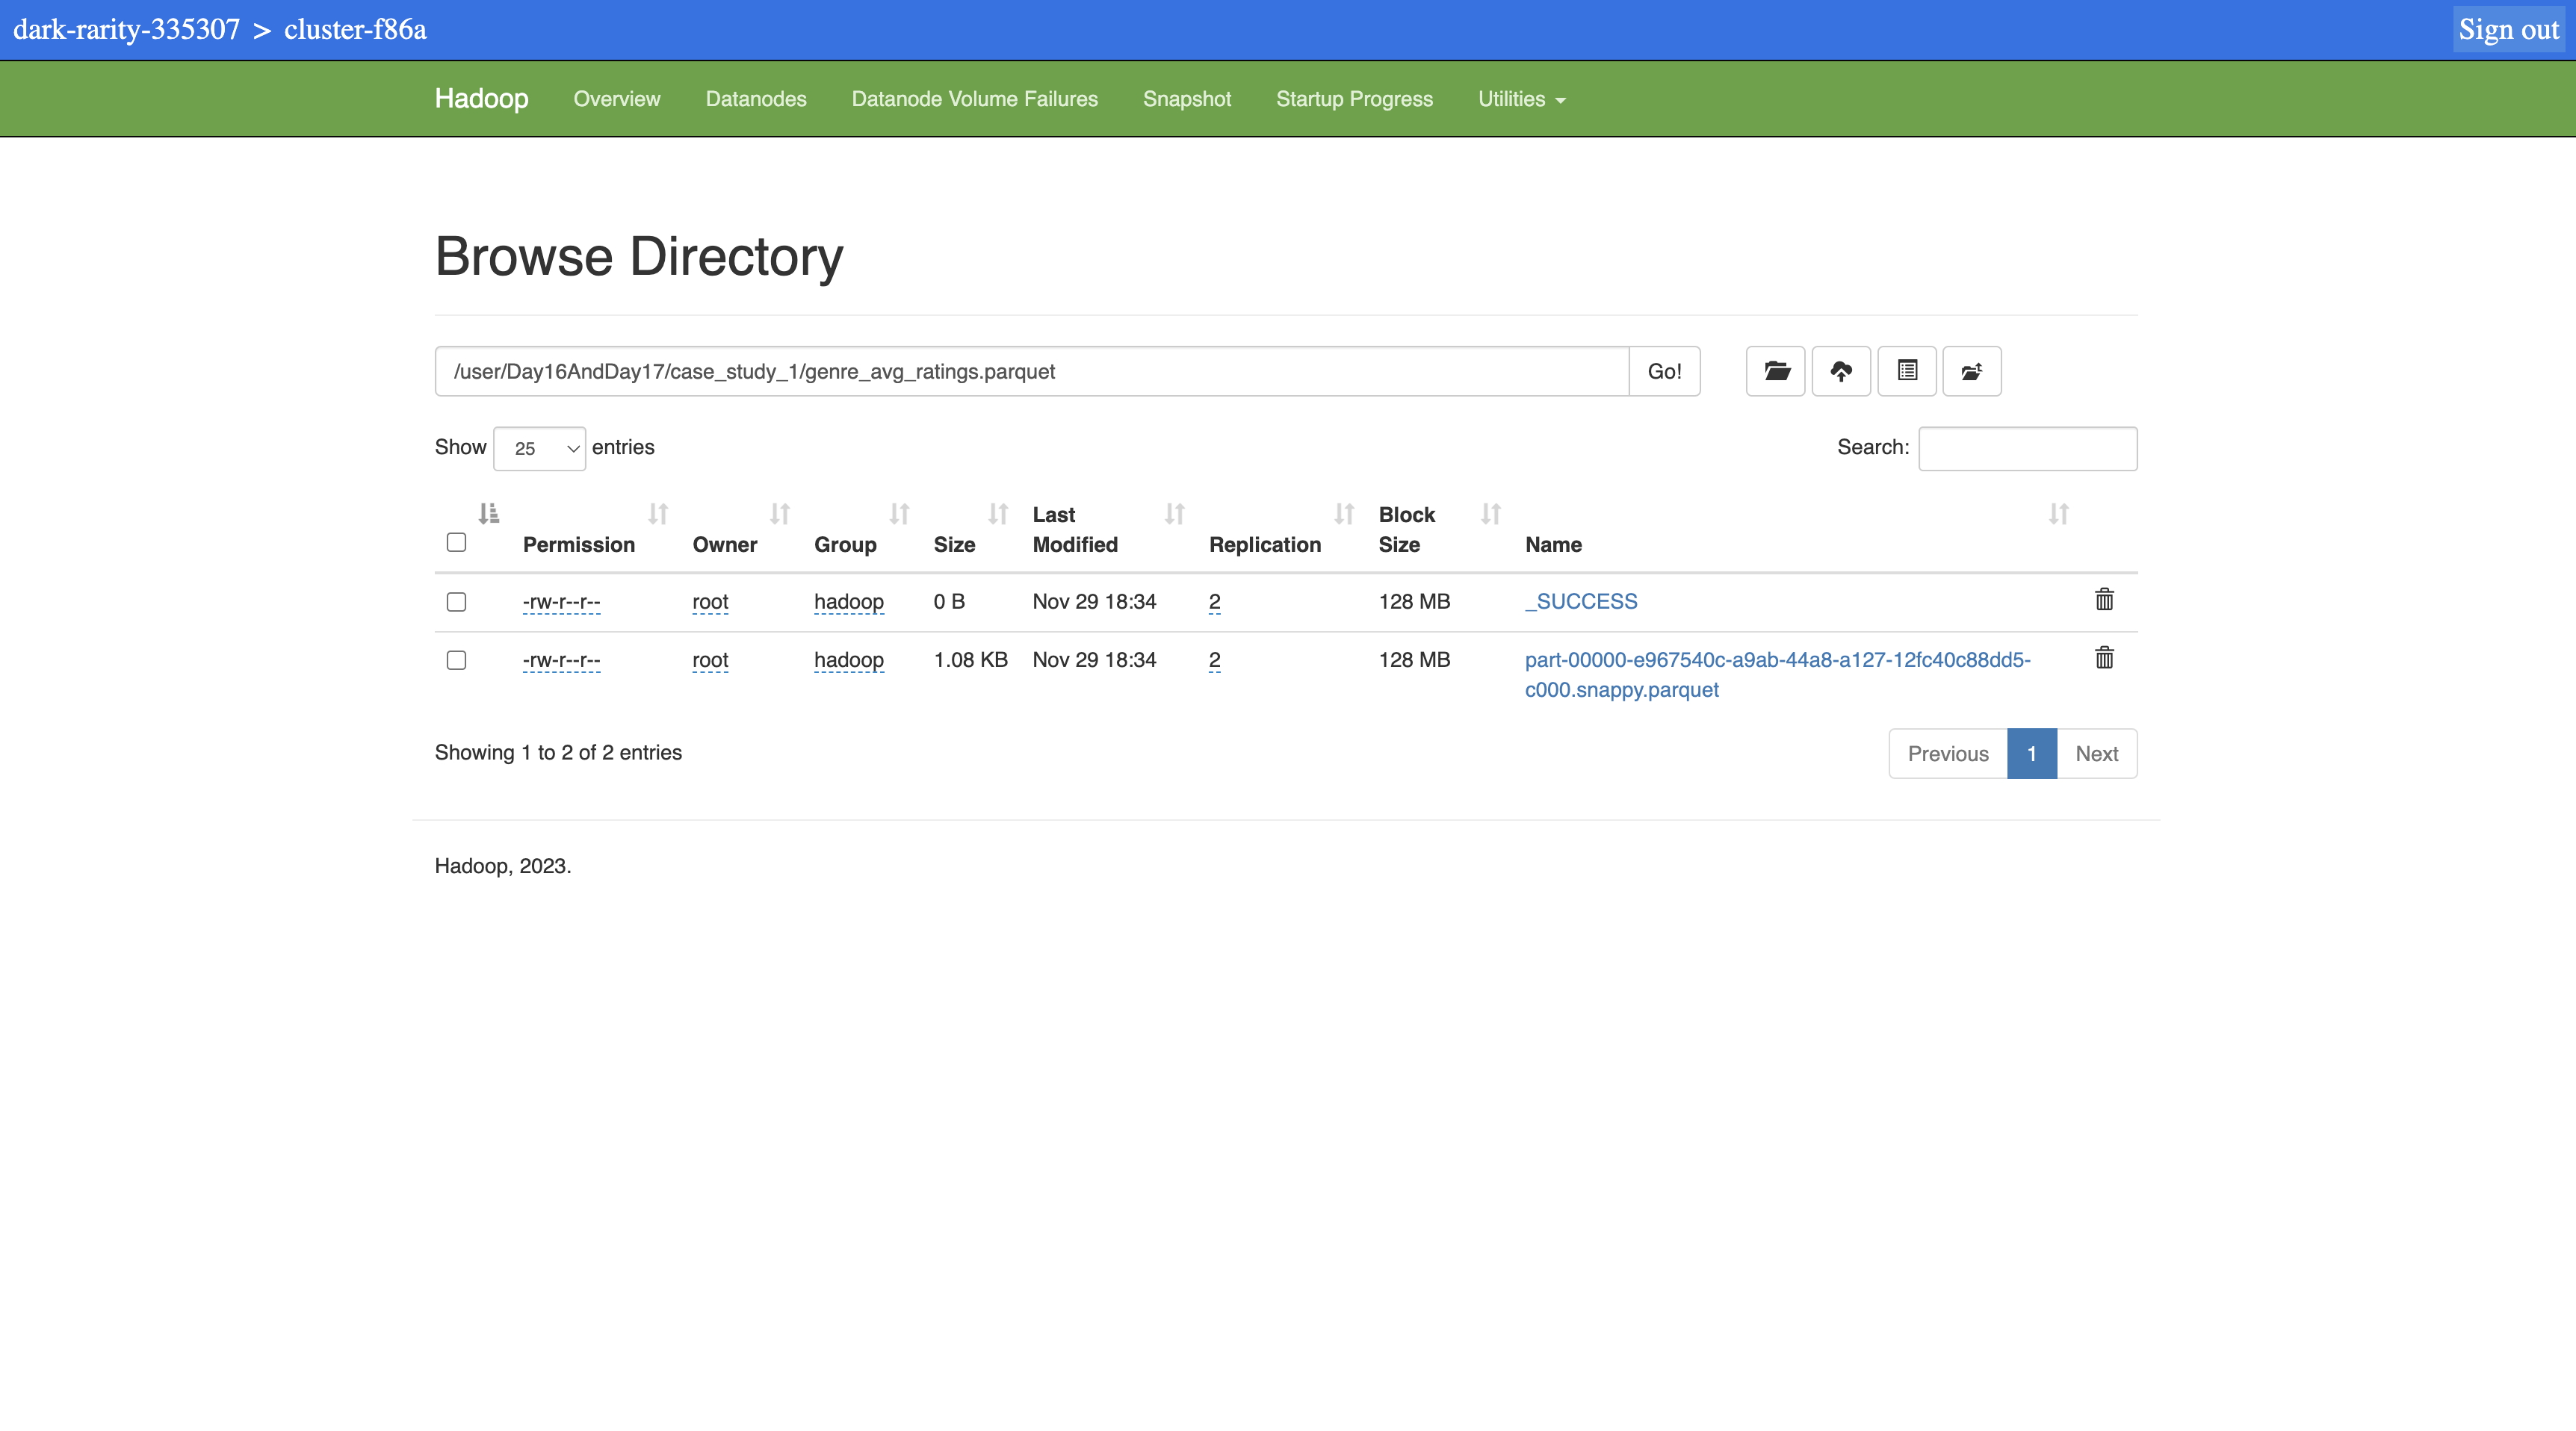 dark-rarity-335307 > cluster-f86a Sign out
Hadoop Overview Datanodes Datanode Volume Failures Snapshot Startup Progress Utilities
Browse Directory
/user/Day16AndDay17/case_study_1/genre_avg_ratings.parquet Go!
Show 25 entries Search:
Permission Owner Group Size Last Modified Replication Block Size Name
-rw-r--r-- root hadoop 0 B Nov 29 18:34 2 128 MB _SUCCESS
-rw-r--r-- root hadoop 1.08 KB Nov 29 18:34 2 128 MB part-00000-e967540c-a9ab-44a8-a127-12fc40c88dd5-
c000.snappy.parquet
Showing 1 to 2 of 2 entries Previous 1 Next
Hadoop, 2023.